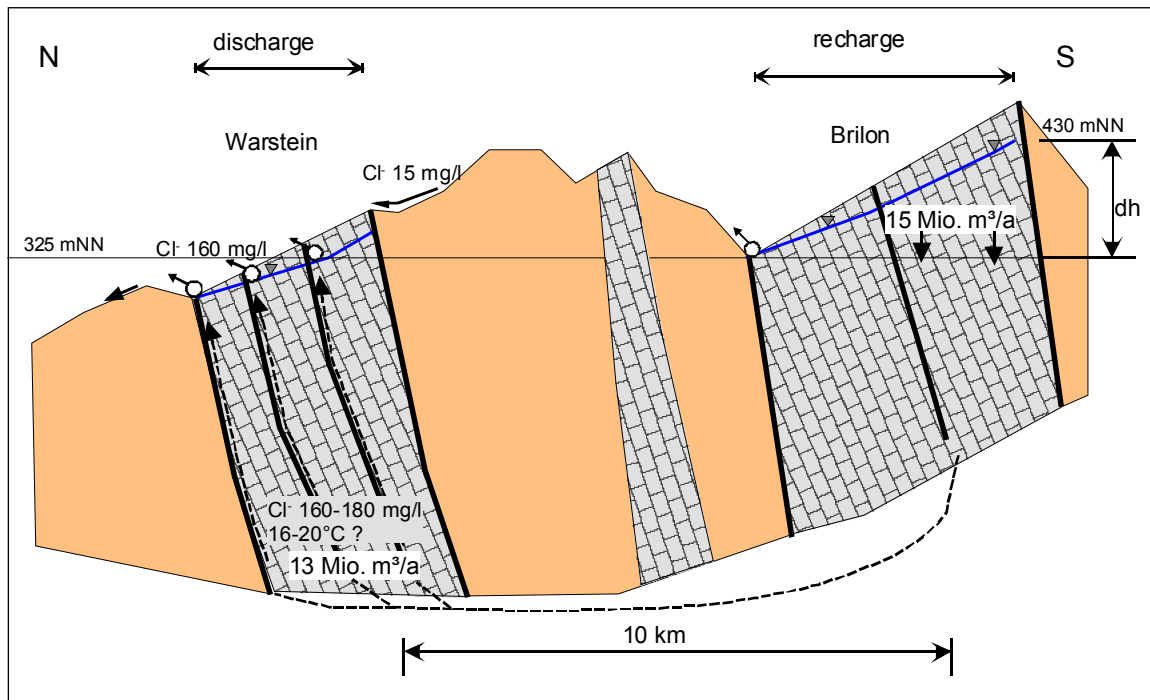 N
discharge
recharge
S
Warstein
Brilon
430 mNN
Cl- 15 mg/l
dh
15 Mio. m³/a
325 mNN
Cl- 160 mg/l
Cl- 160-180 mg/l
16-20°C ?
13 Mio. m³/a
10 km